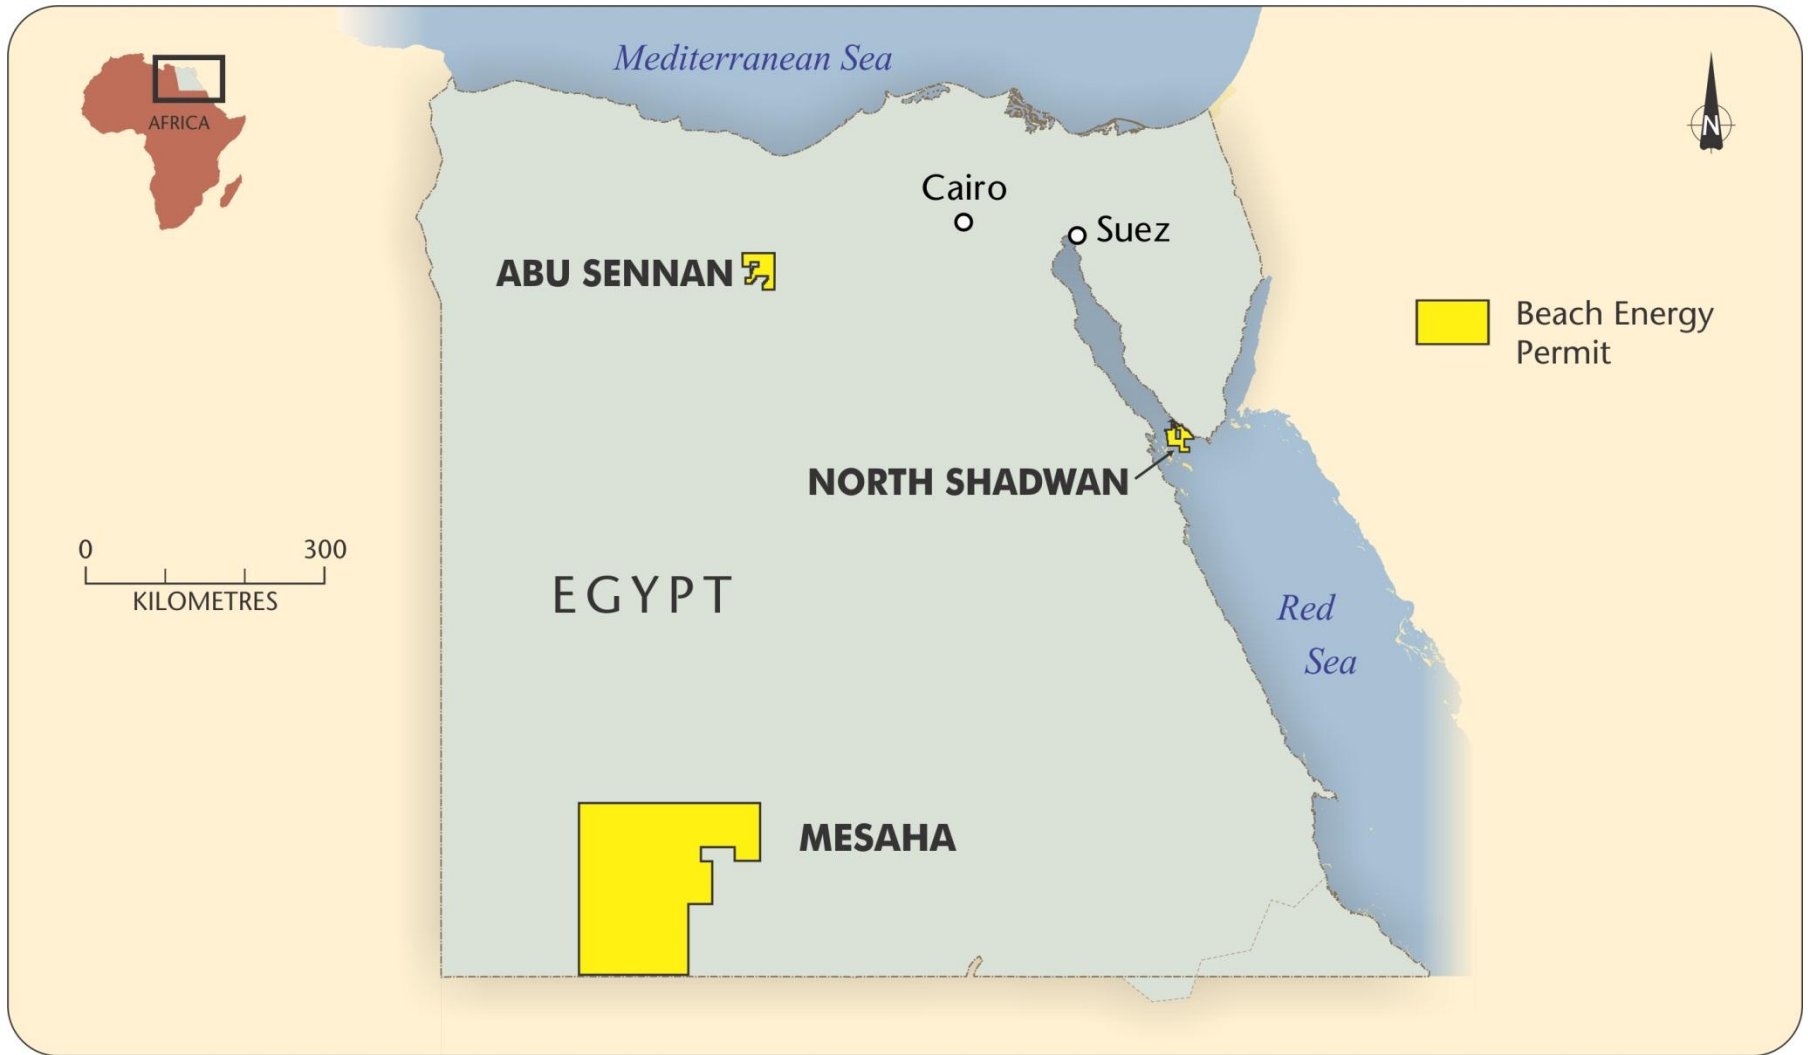 Mediterranean Sea
AFRICA
N
Cairo
Suez
ABU SENNAN
Beach Energy
Permit
NORTH SHADWAN
0 300
KILOMETRES
EGYPT
Red
Sea
MESAHA